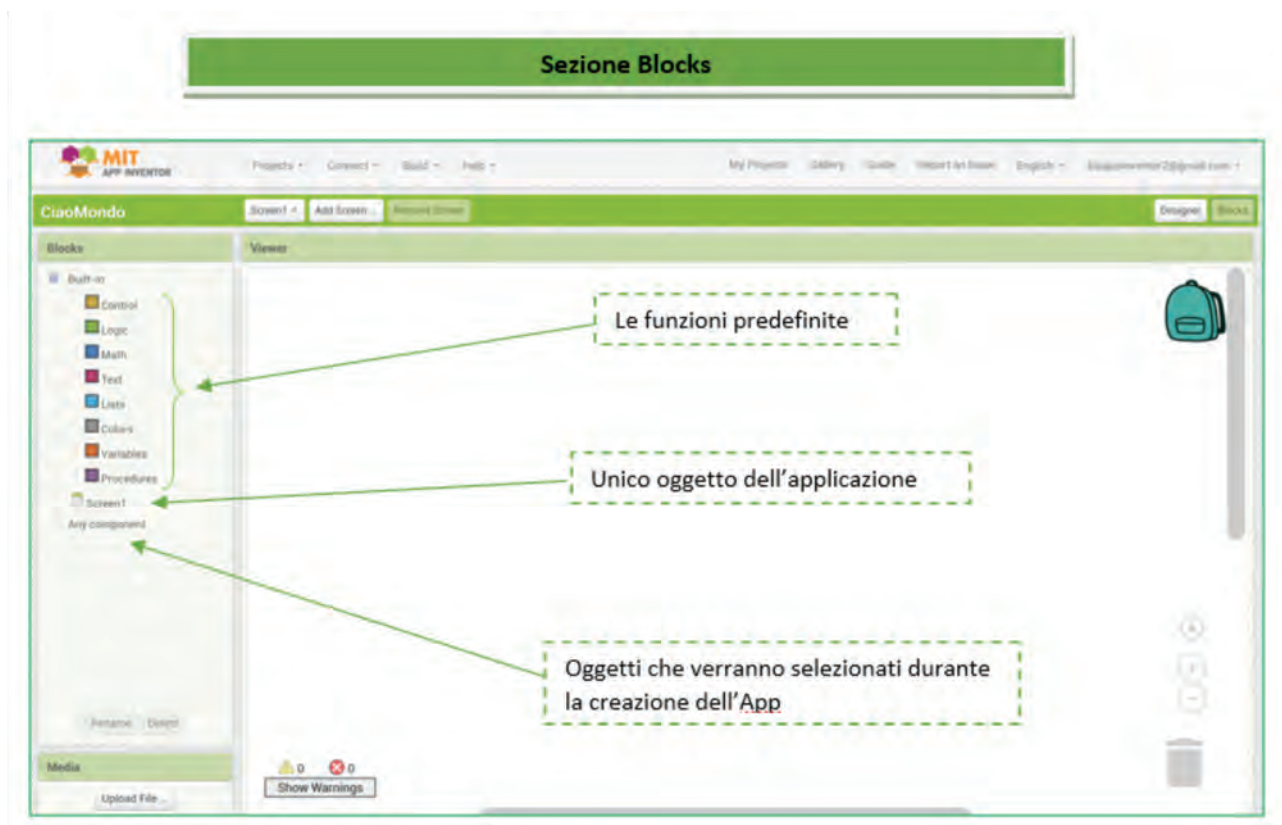 Sezione Blocks
MIT
APP INVENTOR
Projects Connect Build Help
My Projects Gallery Guide Report an Issue English
CiaoMondo
Screen1 Add Screen ... Remove Screen
Designer Blocks
Blocks
Viewer
Built-in
Control
Logic
Math
Text
Lists
Colors
Variables
Procedures
Screen1
Any component
Le funzioni predefinite
Unico oggetto dell'applicazione
Oggetti che verranno selezionati durante
la creazione dell'App
Rename Delete
Media
Upload File ...
0 0
Show Warnings